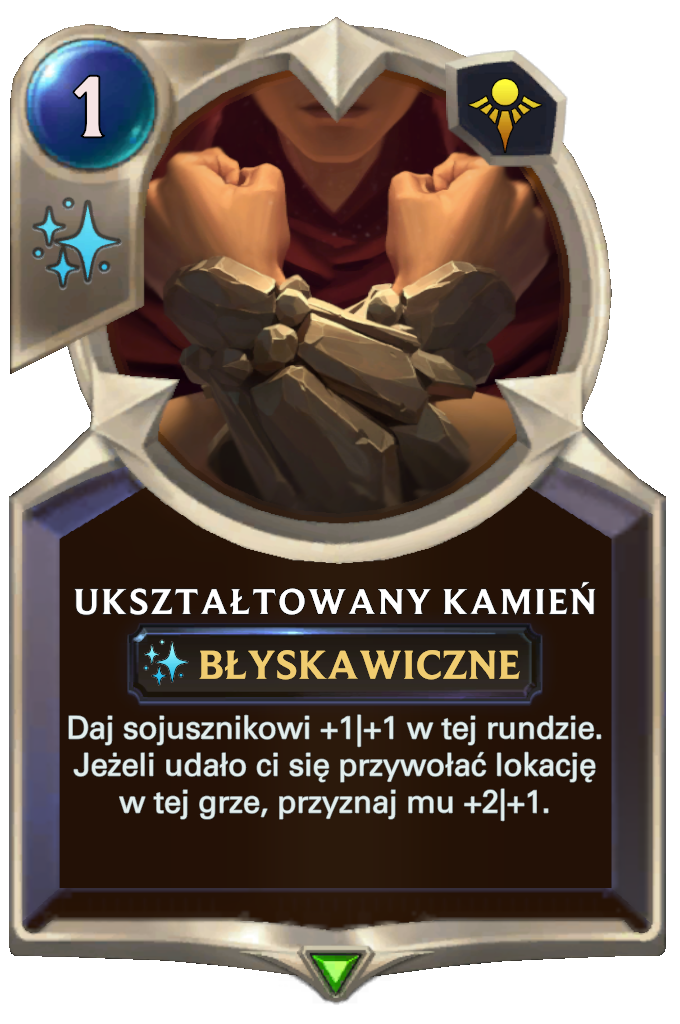 1
UKSZTAŁTOWANY KAMIEŃ
BŁYSKAWICZNE
Daj sojusznikowi +1|+1 w tej rundzie.
Jeżeli udało ci się przywołać lokację
w tej grze, przyznaj mu +2|+1.